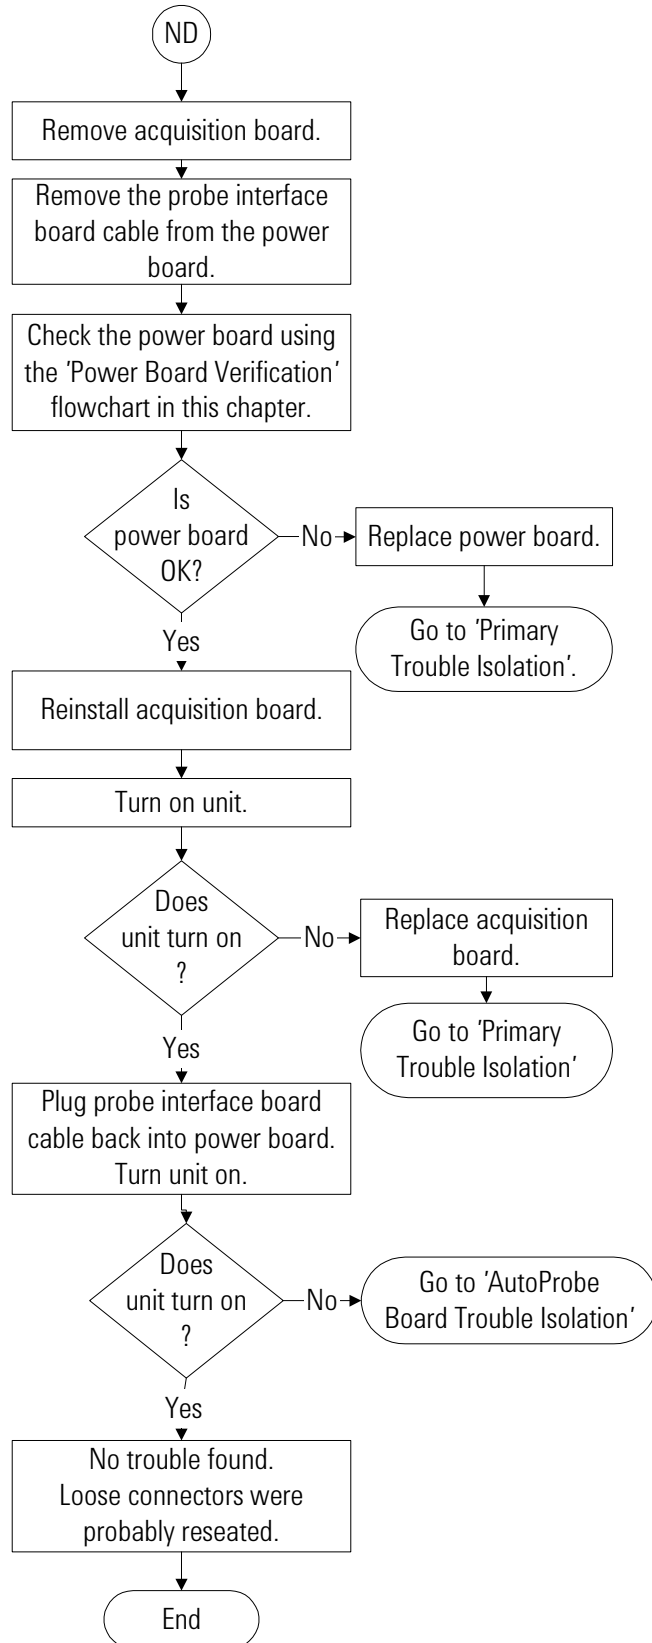 ND
Remove acquisition board.
Remove the probe interface
board cable from the power
board.
Check the power board using
the 'Power Board Verification'
flowchart in this chapter.
Is
power board
OK?
No
Replace power board.
Go to 'Primary
Trouble Isolation'.
Yes
Reinstall acquisition board.
Turn on unit.
Does
unit turn on
?
No
Replace acquisition
board.
Go to 'Primary
Trouble Isolation'
Yes
Plug probe interface board
cable back into power board.
Turn unit on.
Does
unit turn on
?
No
Go to 'AutoProbe
Board Trouble Isolation'
Yes
No trouble found.
Loose connectors were
probably reseated.
End